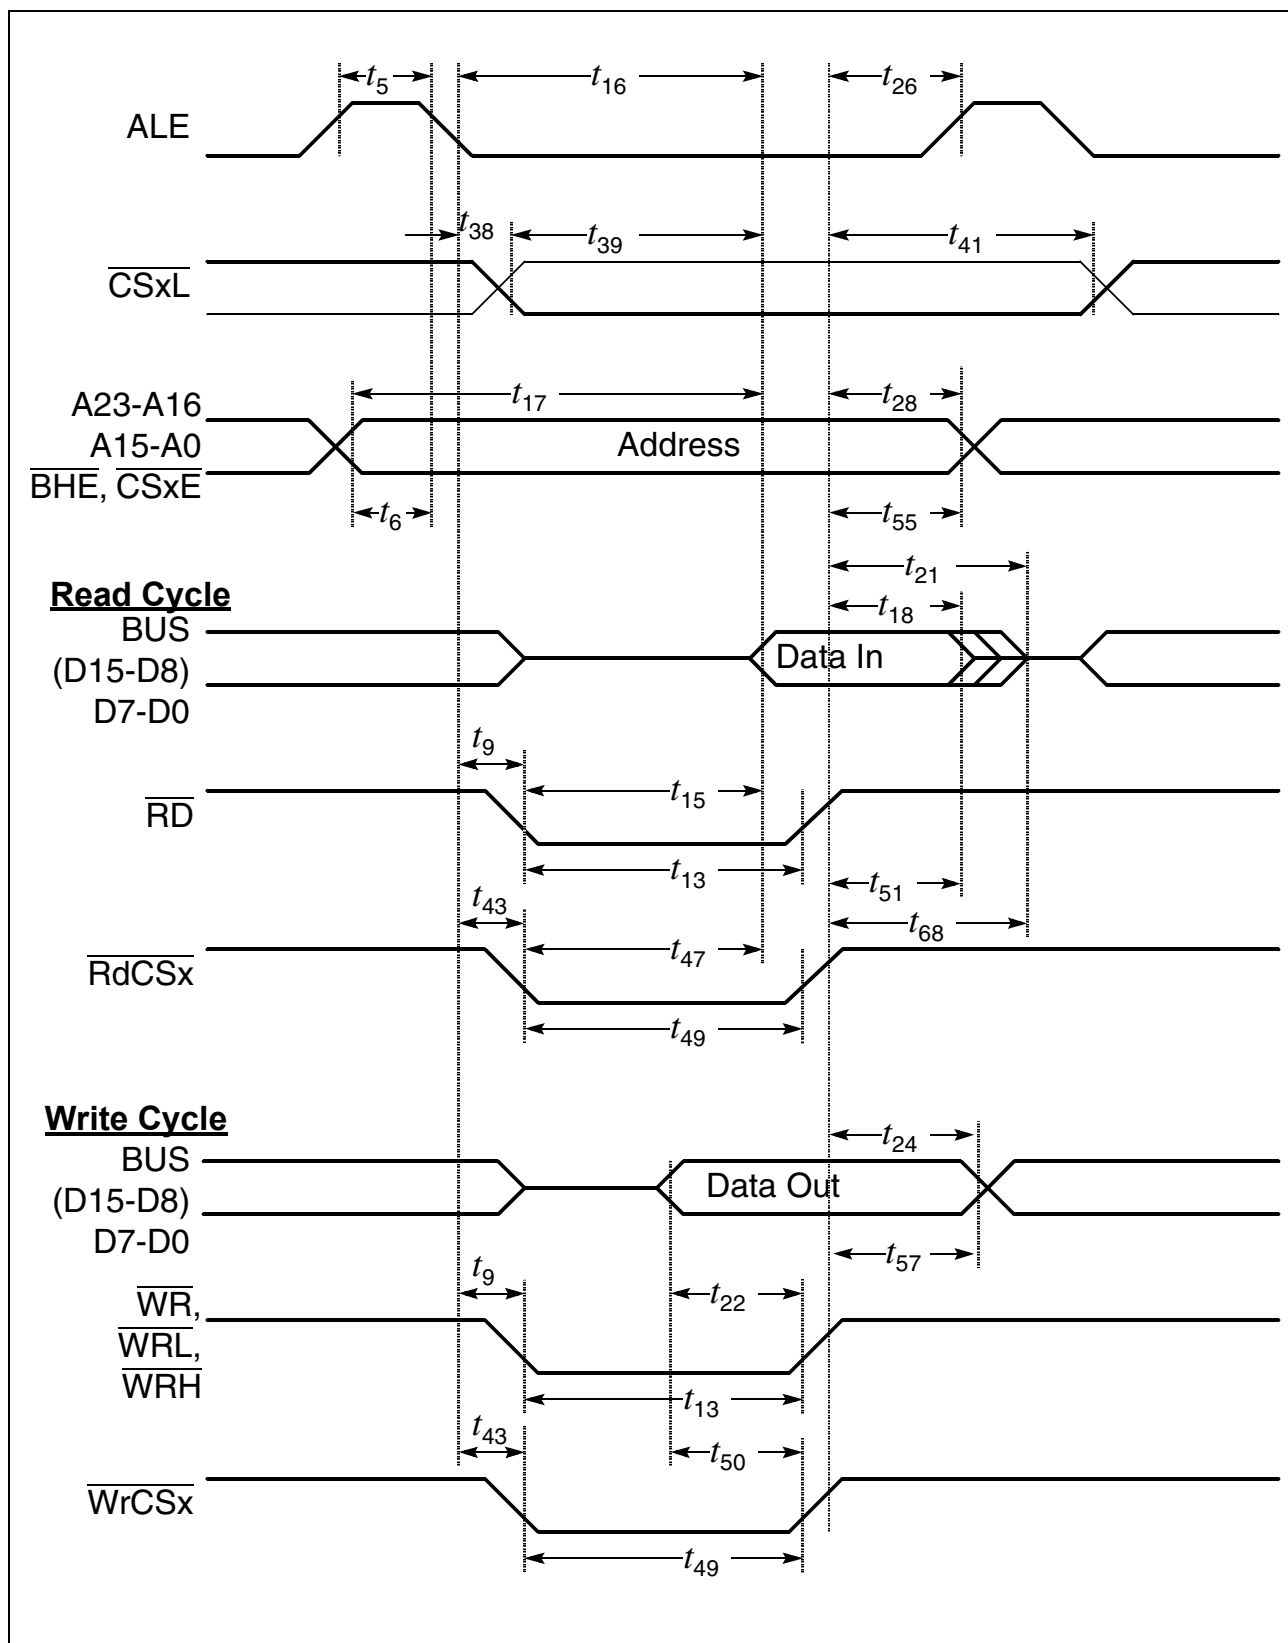 t5 t16 t26
ALE
t38 t39 t41
CSxL
t17 t28
A23-A16
A15-A0 Address
BHE, CSxE
t6 t55
t21
Read Cycle
t18
BUS
(D15-D8) Data In
D7-D0
t9
t15
RD
t13 t51
t43 t68
t47
RdCSx
t49
Write Cycle
t24
BUS
(D15-D8) Data Out
D7-D0
t57
t9 t22
WR,
WRL,
WRH
t13
t43 t50
WrCSx
t49